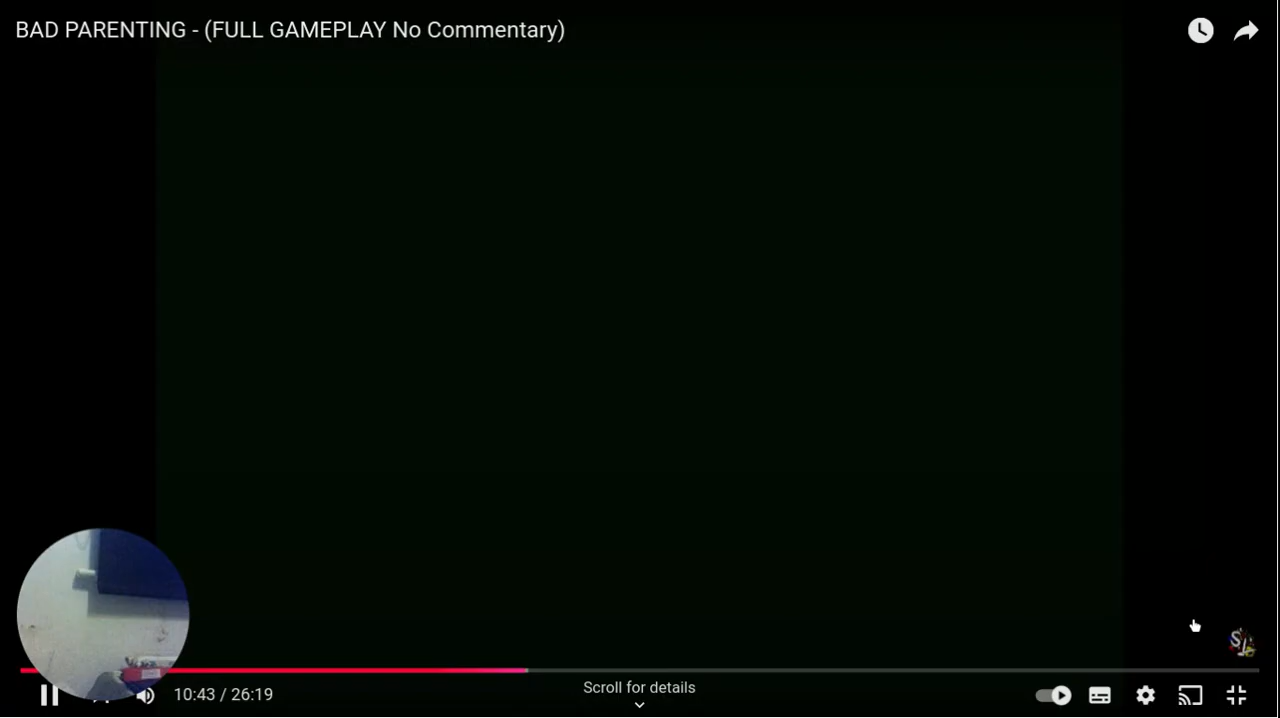 BAD PARENTING - (FULL GAMEPLAY No Commentary)
10:43 / 26:19
Scroll for details